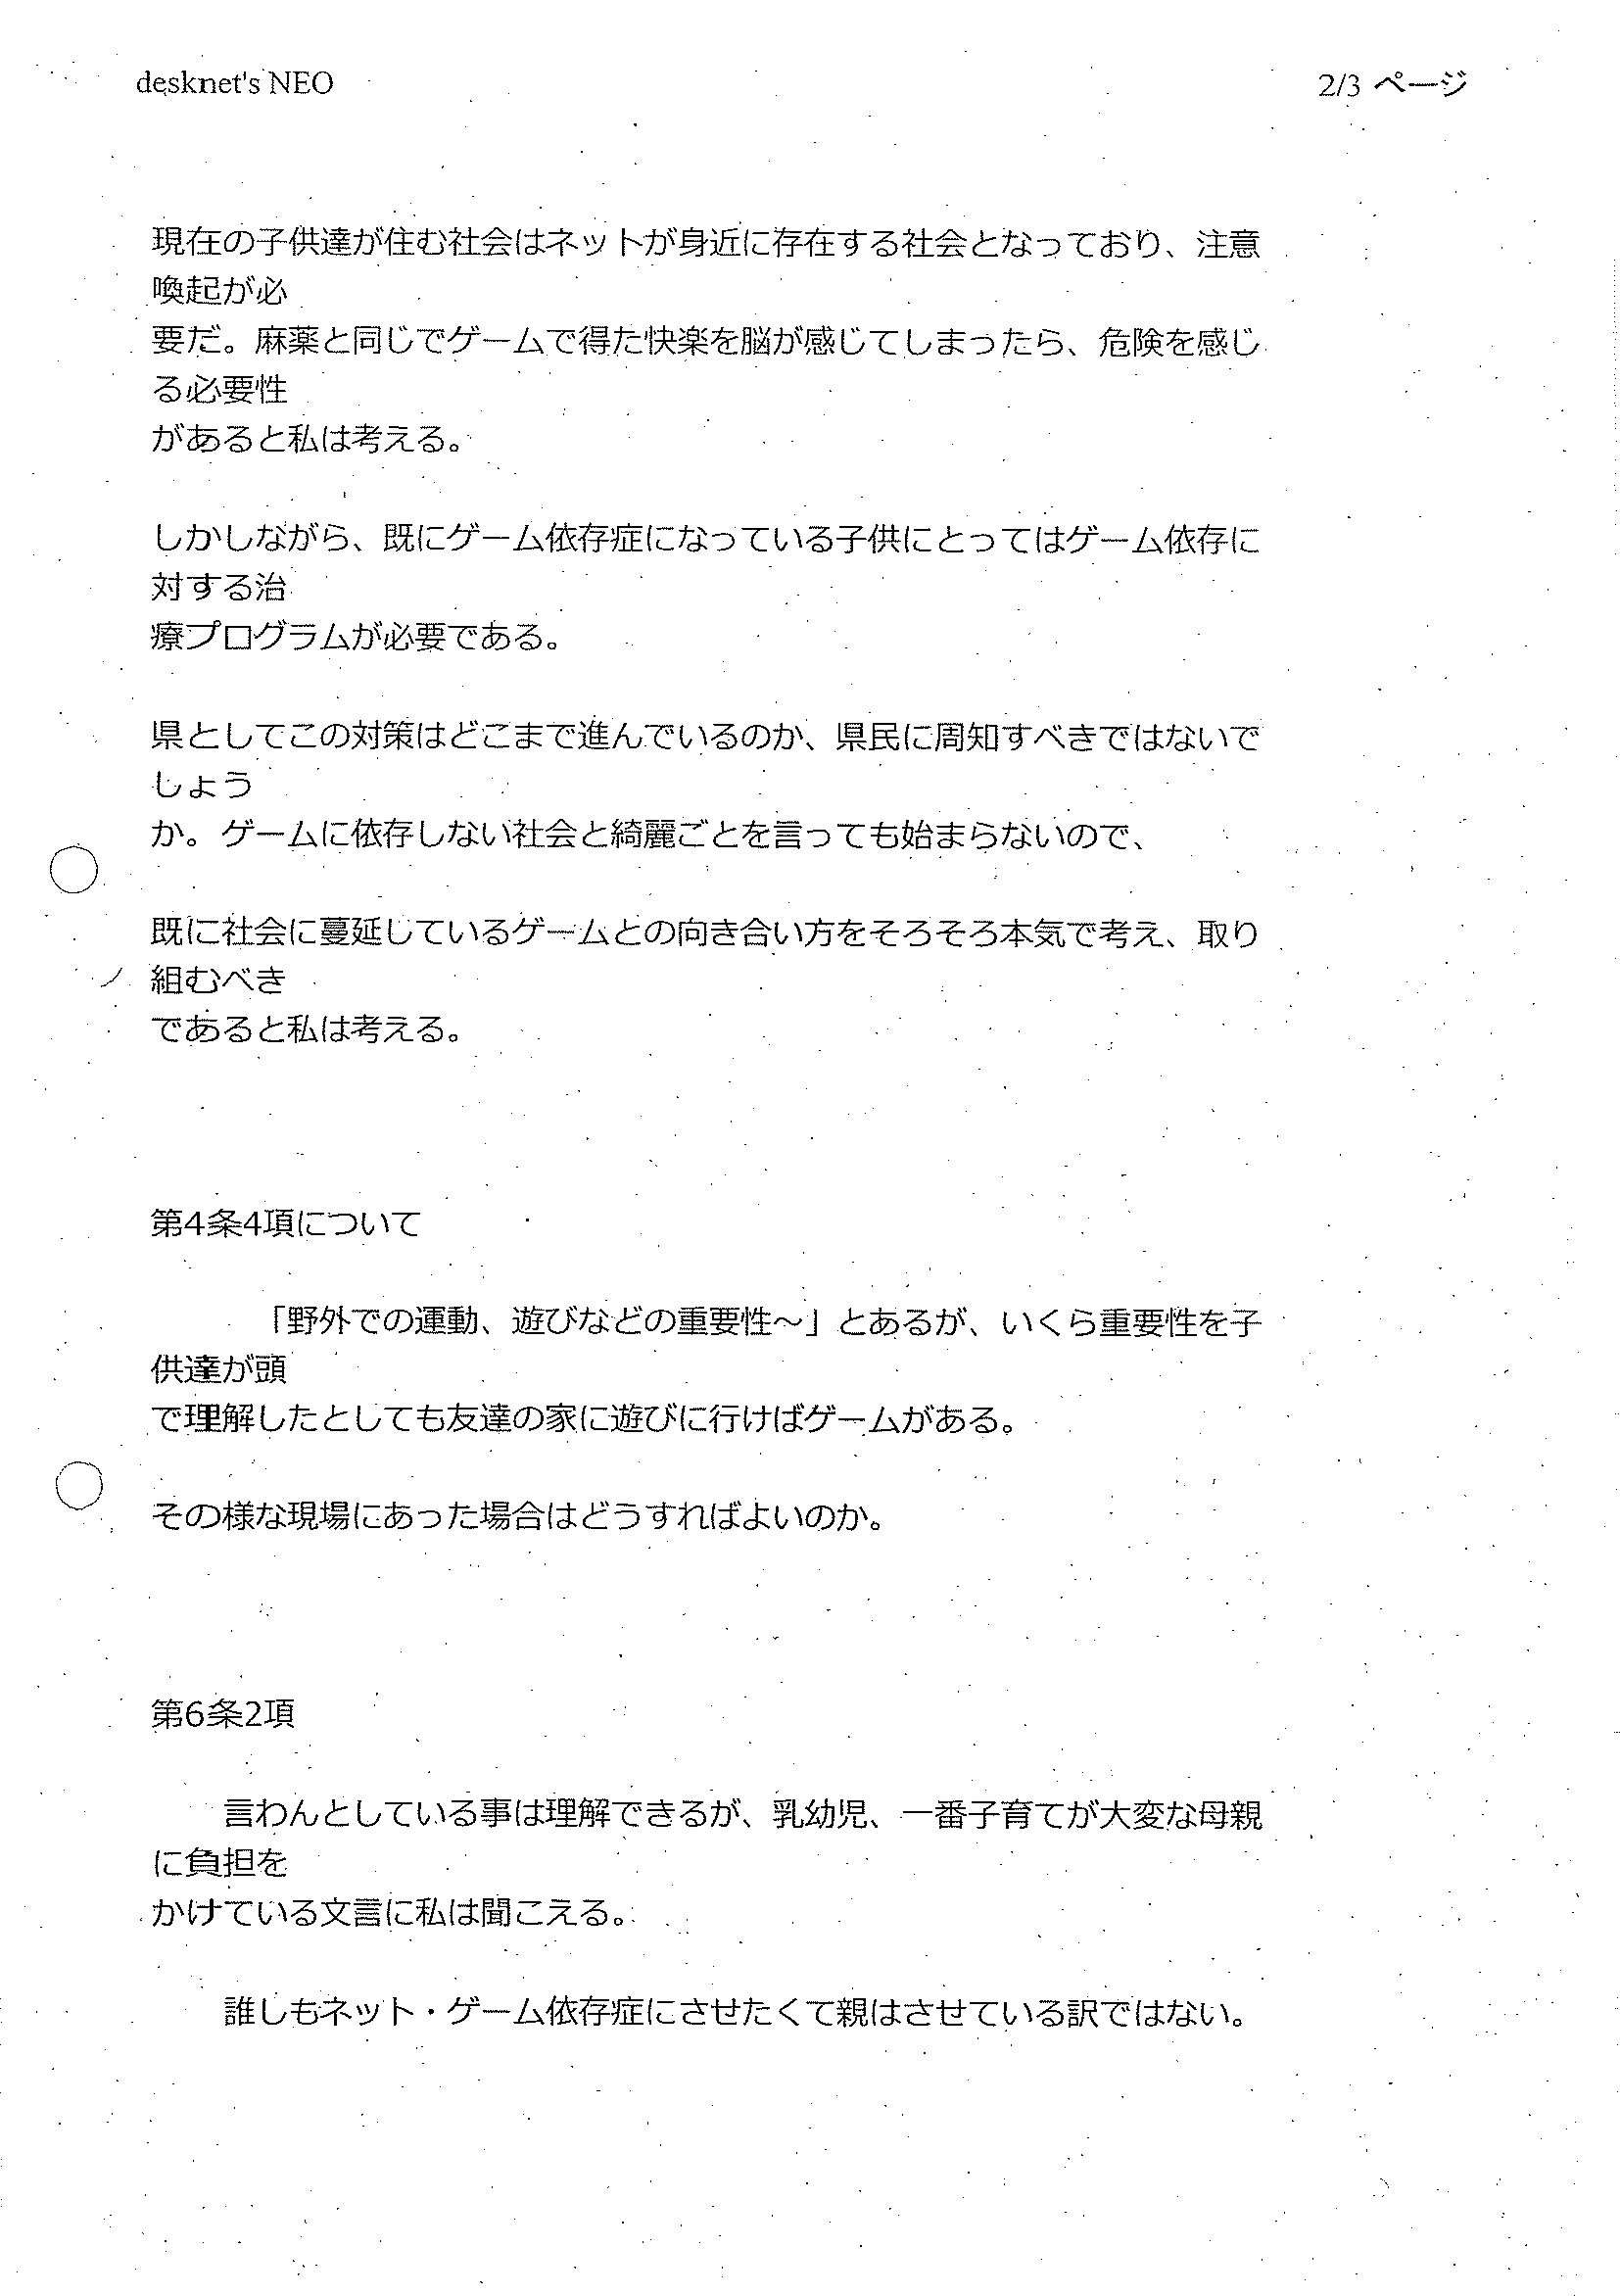 desknet's NEO 2/3 ページ
現在の子供達が住む社会はネットが身近に存在する社会となっており、注意
喚起が必
要だ。麻薬と同じでゲームで得た快楽を脳が感じてしまったら、危険を感じ
る必要性
があると私は考える。
しかしながら、既にゲーム依存症になっている子供にとってはゲーム依存に
対する治
療プログラムが必要である。
県としてこの対策はどこまで進んでいるのか、県民に周知すべきではないで
しょう
か。ゲームに依存しない社会と綺麗ごとを言っても始まらないので、
既に社会に蔓延しているゲームとの向き合い方をそろそろ本気で考え、取り
組むべき
であると私は考える。
第4条4項について
「野外での運動、遊びなどの重要性～」とあるが、いくら重要性を子
供達が頭
で理解したとしても友達の家に遊びに行けばゲームがある。
その様な現場にあった場合はどうすればよいのか。
第6条2項
言わんとしている事は理解できるが、乳幼児、一番子育てが大変な母親
に負担を
かけている文言に私は聞こえる。
誰しもネット・ゲーム依存症にさせたくて親はさせている訳ではない。